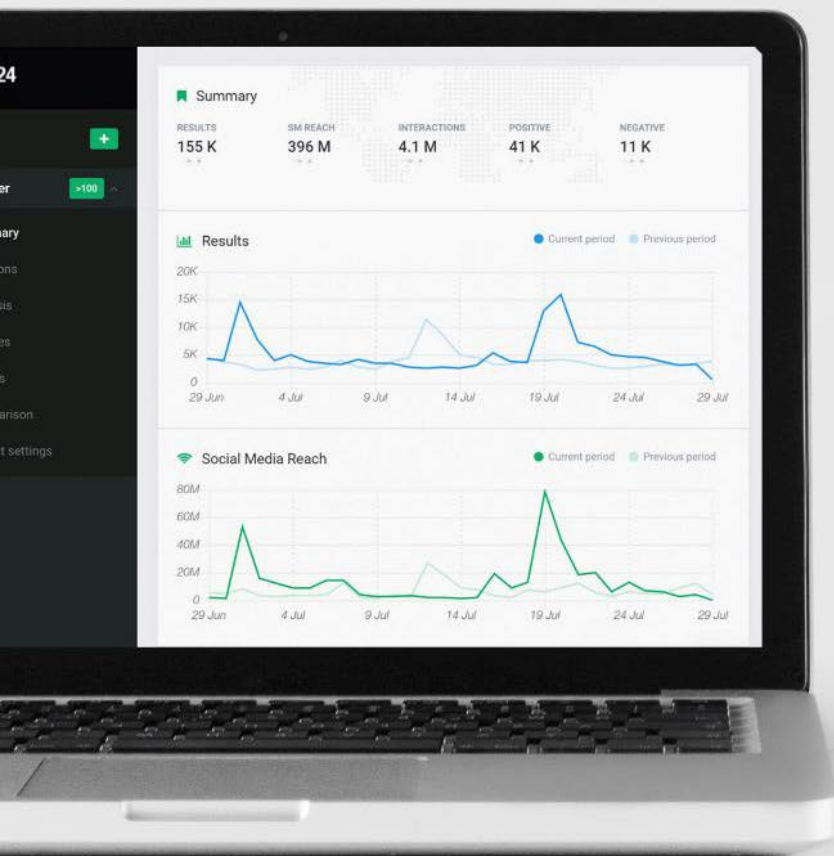 24
+
er
>100
ary
ons
sis
es
s
arison
t settings
Summary
RESULTS SM REACH INTERACTIONS POSITIVE NEGATIVE
155 K 396 M 4.1 M 41 K 11 K
Results
Current period Previous period
20K
15K
10K
5K
0
29 Jun 4 Jul 9 Jul 14 Jul 19 Jul 24 Jul 29 Jul
Social Media Reach
Current period Previous period
80M
60M
40M
20M
0
29 Jun 4 Jul 9 Jul 14 Jul 19 Jul 24 Jul 29 Jul